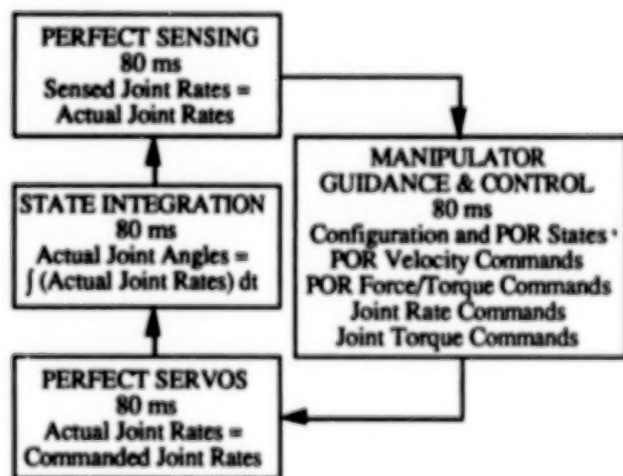 PERFECT SENSING
80 ms
Sensed Joint Rates =
Actual Joint Rates
MANIPULATOR
GUIDANCE & CONTROL
80 ms
Configuration and POR States ·
POR Velocity Commands
POR Force/Torque Commands
Joint Rate Commands
Joint Torque Commands
STATE INTEGRATION
80 ms
Actual Joint Angles =
∫ (Actual Joint Rates) dt
PERFECT SERVOS
80 ms
Actual Joint Rates =
Commanded Joint Rates